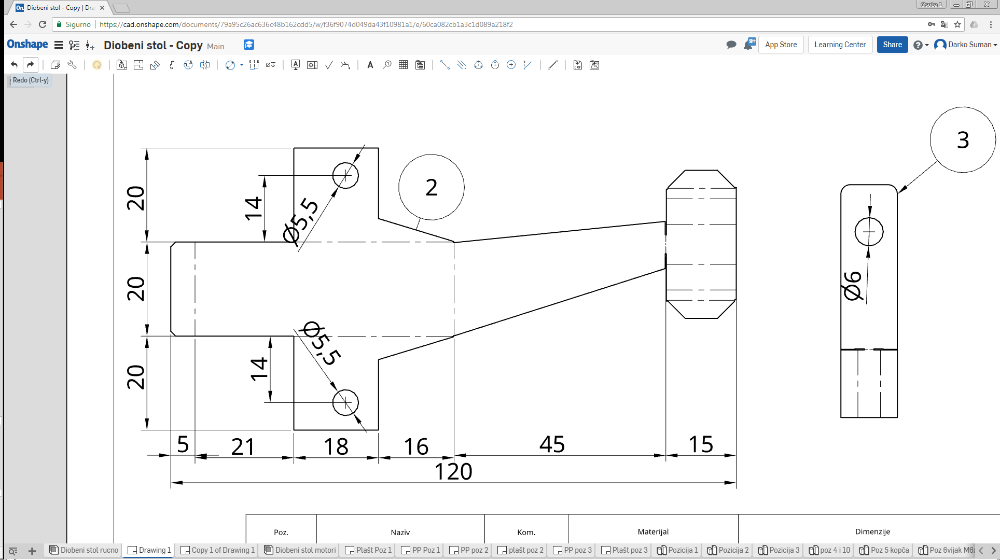 On Diobeni stol - Copy | Dra
Osoba 1
Sigurno https://cad.onshape.com/documents/79a95c26ac636c48b162cdd5/w/f36f9074d049da43f10981a1/e/60ca082cb1a3c1d089a218f2
Onshape Diobeni stol - Copy Main 9+ App Store Learning Center Share Darko Suman
Redo (Ctrl-y)
3
2
20
14
Ø5,5
20
Ø6
Ø5,5
14
20
5 21 18 16 45 15
120
Poz. Naziv Kom. Materijal Dimenzije
Diobeni stol rucno Drawing 1 Copy 1 of Drawing 1 Diobeni stol motori Plašt Poz 1 PP Poz 1 PP poz 2 plašt poz 2 PP poz 3 Plašt poz 3 Pozicija 1 Pozicija 2 Pozicija 3 poz 4 i 10 Poz 5 kopča Poz 6vijak M6x